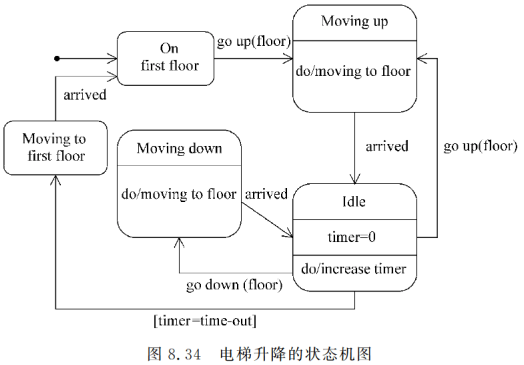 Moving up
On
first floor
go up(floor)
do/moving to floor
arrived
Moving to
first floor
Moving down
arrived
go up(floor)
do/moving to floor
arrived
Idle
timer=0
do/increase timer
go down (floor)
[timer=time-out]
图 8.34 电梯升降的状态机图